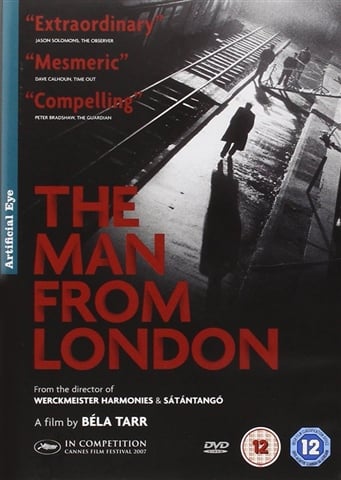 "Extraordinary"
JASON SOLOMONS, THE OBSERVER
"Mesmeric"
DAVE CALHOUN, TIME OUT
"Compelling"
PETER BRADSHAW, THE GUARDIAN
Artificial Eye
THE
MAN
FROM
LONDON
From the director of
WERCKMEISTER HARMONIES & SÁTÁNTANGÓ
A film by BÉLA TARR
IN COMPETITION
CANNES FILM FESTIVAL 2007
DVD
12
12